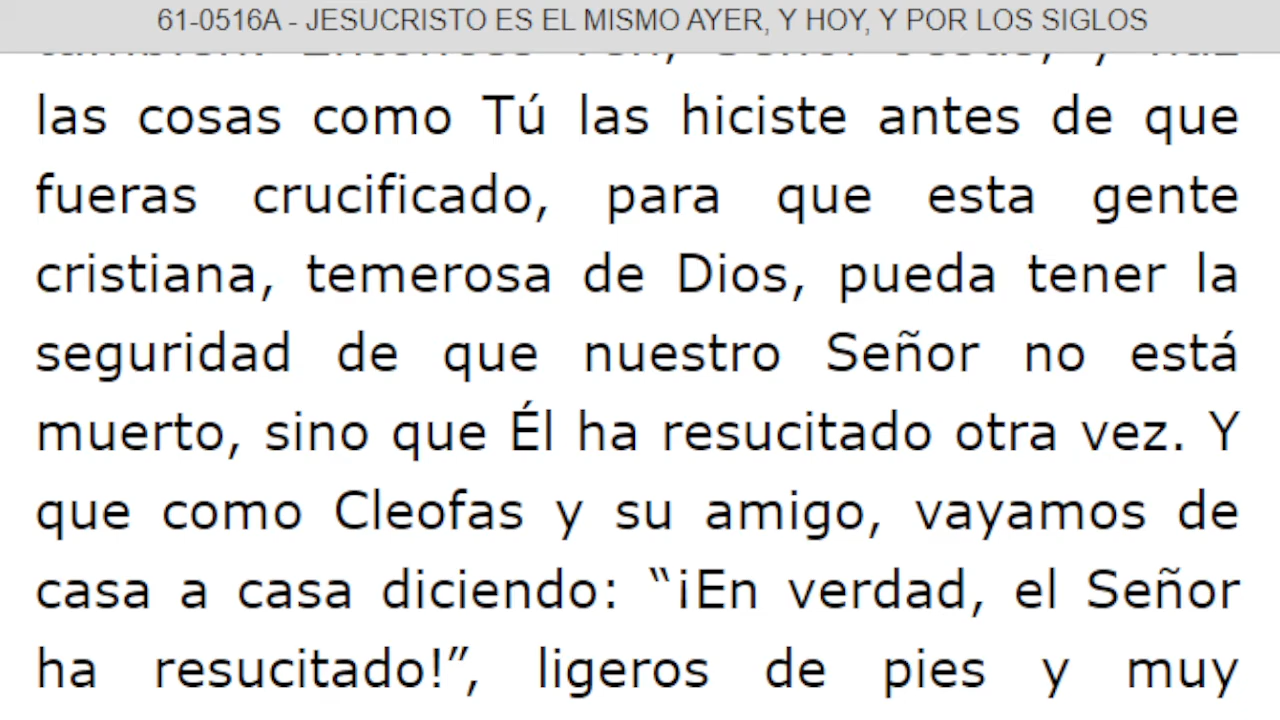 61-0516A - JESUCRISTO ES EL MISMO AYER, Y HOY, Y POR LOS SIGLOS
las cosas como Tú las hiciste antes de que
fueras crucificado, para que esta gente
cristiana, temerosa de Dios, pueda tener la
seguridad de que nuestro Señor no está
muerto, sino que Él ha resucitado otra vez. Y
que como Cleofas y su amigo, vayamos de
casa a casa diciendo: “¡En verdad, el Señor
ha resucitado!”, ligeros de pies y muy